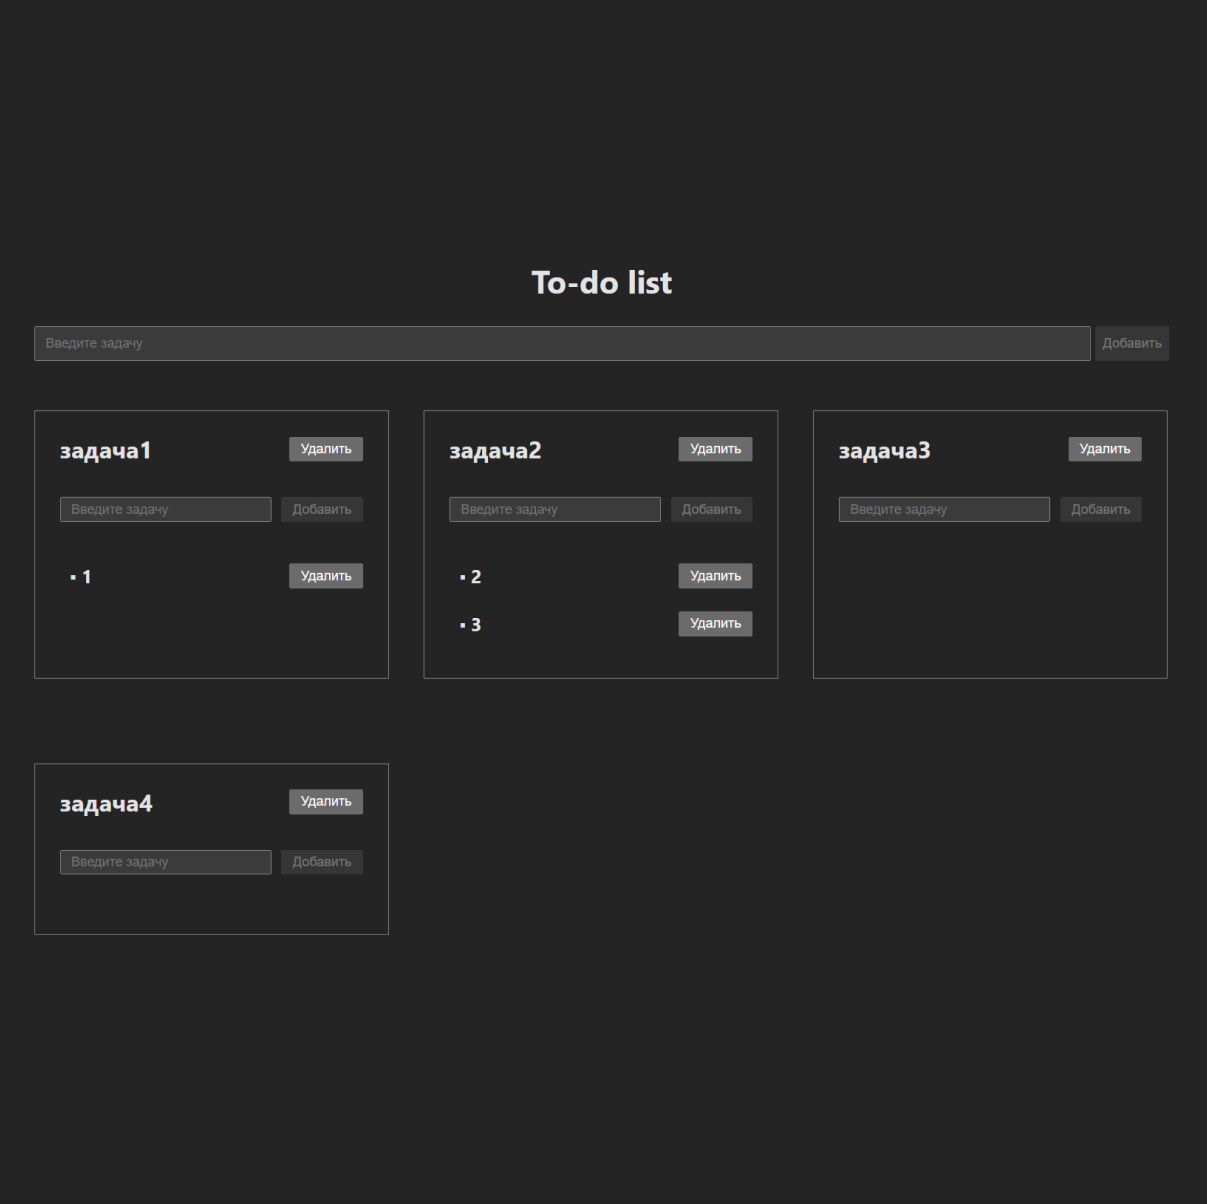 To-do list
Введите задачу Добавить
задача1 Удалить
Введите задачу Добавить
▪ 1 Удалить
задача2 Удалить
Введите задачу Добавить
▪ 2 Удалить
▪ 3 Удалить
задача3 Удалить
Введите задачу Добавить
задача4 Удалить
Введите задачу Добавить